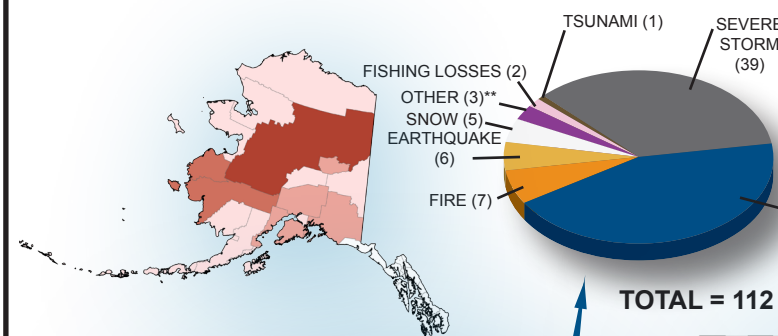 TSUNAMI (1)
SEVERE
STORM
(39)
FISHING LOSSES (2)
OTHER (3)**
SNOW (5)
EARTHQUAKE
(6)
FIRE (7)
TOTAL = 112